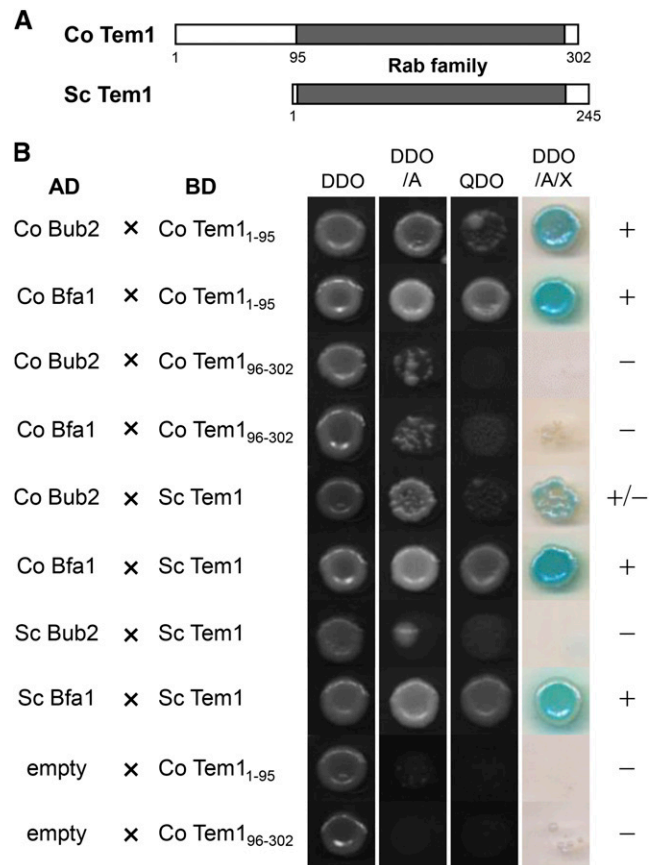 A
Co Tem1
1 95 302
Rab family
Sc Tem1
1 245
B
AD BD DDO DDO /A QDO DDO /A/X
Co Bub2 × Co Tem1₁₋₉₅ +
Co Bfa1 × Co Tem1₁₋₉₅ +
Co Bub2 × Co Tem1₉₆₋₃₀₂ −
Co Bfa1 × Co Tem1₉₆₋₃₀₂ −
Co Bub2 × Sc Tem1 +/−
Co Bfa1 × Sc Tem1 +
Sc Bub2 × Sc Tem1 −
Sc Bfa1 × Sc Tem1 +
empty × Co Tem1₁₋₉₅ −
empty × Co Tem1₉₆₋₃₀₂ −